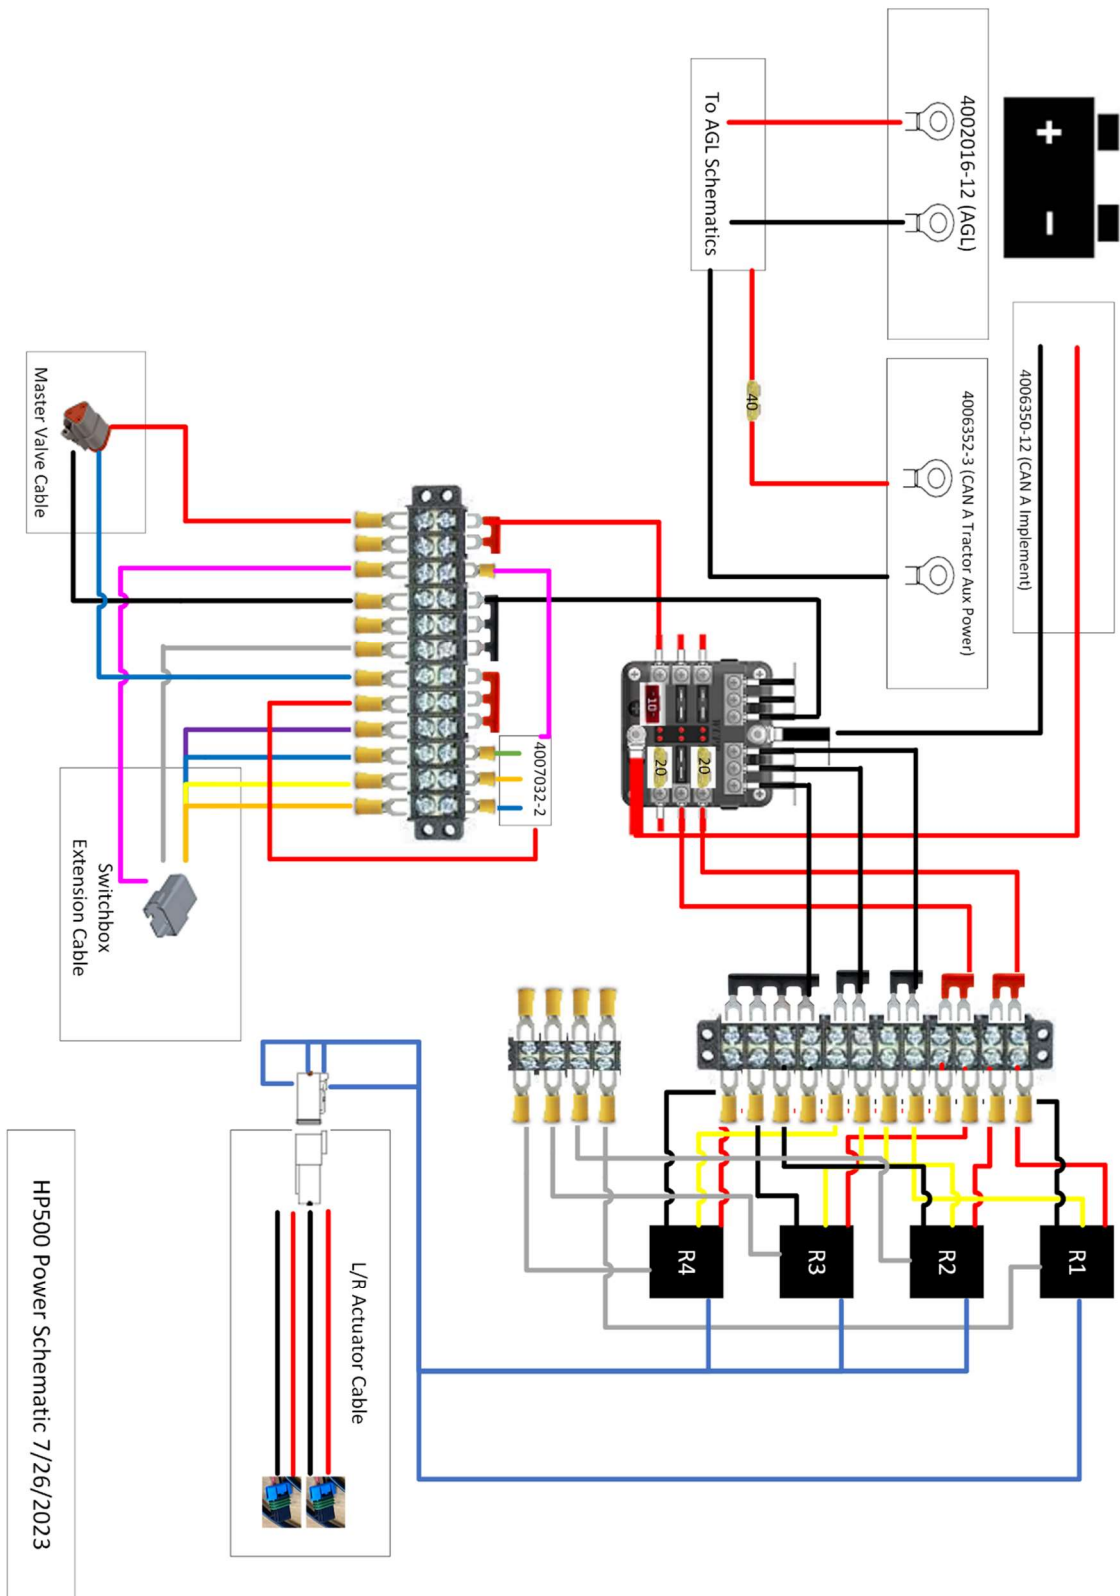 +
−
4002016-12 (AGL)
To AGL Schematics
4006350-12 (CAN A Implement)
4006352-3 (CAN A Tractor Aux Power)
40
Master Valve Cable
4007032-2
10
20
20
Switchbox
Extension Cable
R1
R2
R3
R4
L/R Actuator Cable
HP500 Power Schematic 7/26/2023